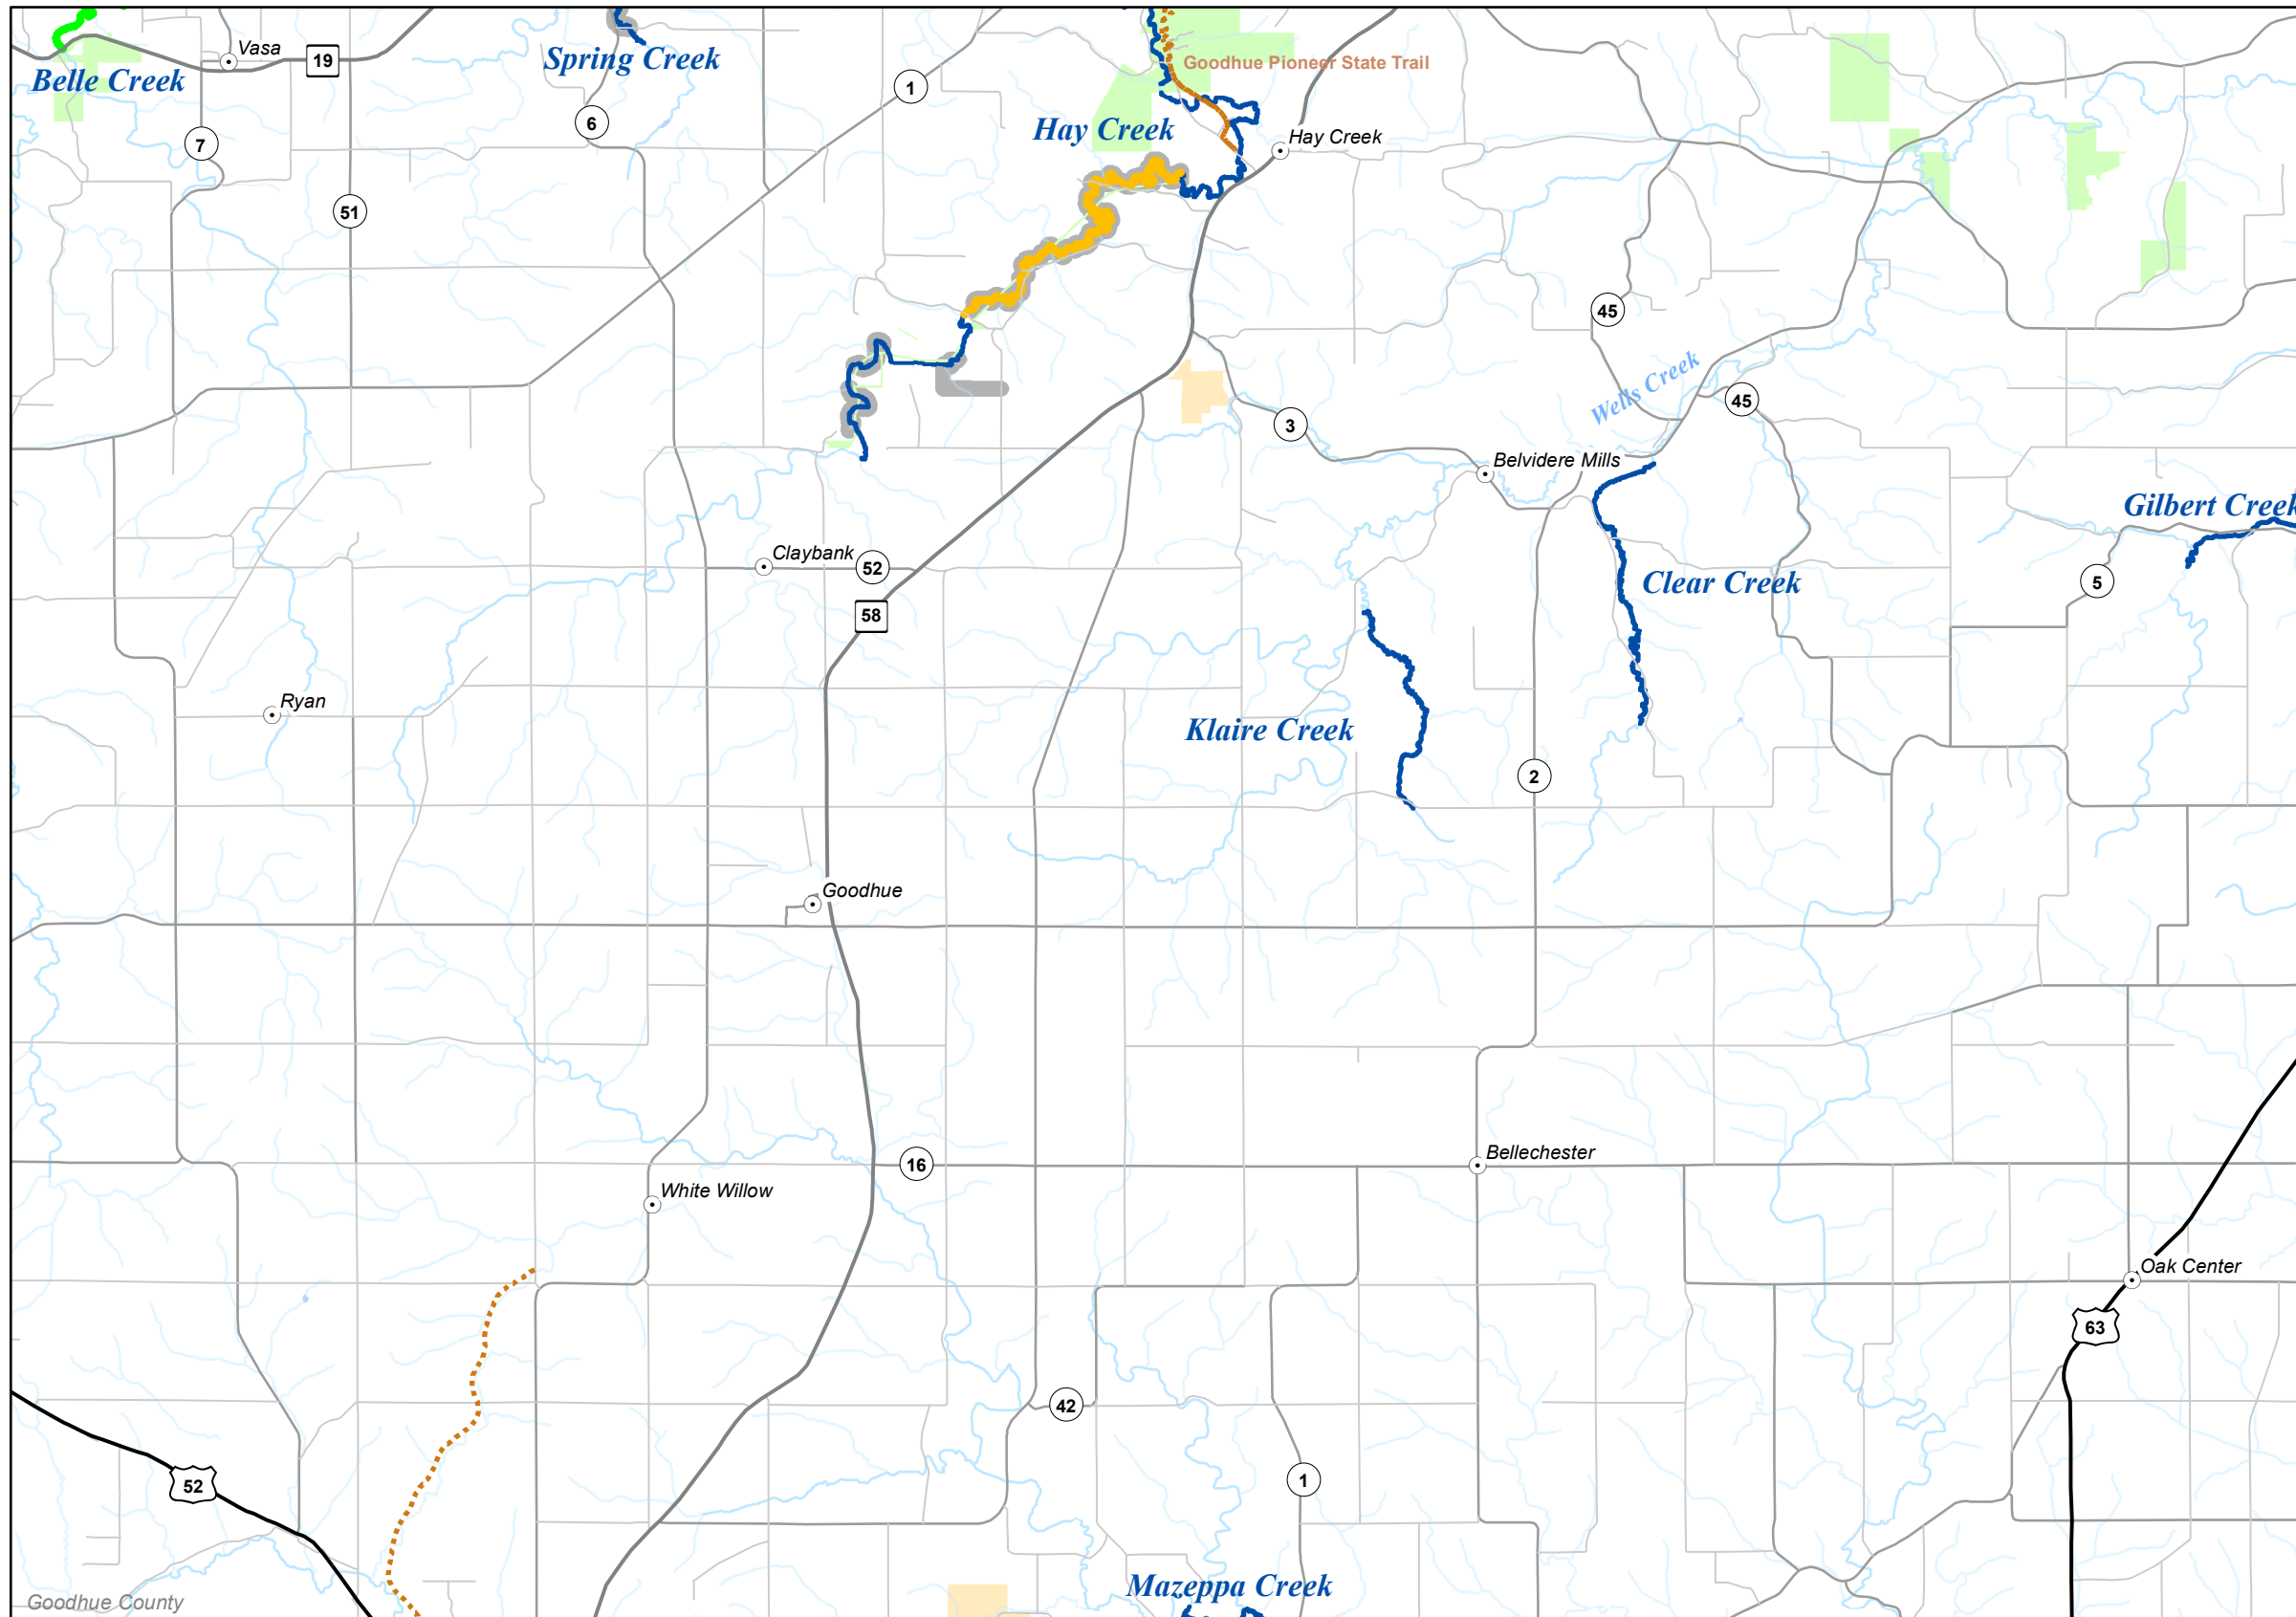 Vasa
19
Belle Creek
Spring Creek
1
Goodhue Pioneer State Trail
6
Hay Creek
Hay Creek
7
51
45
Wells Creek
45
3
Belvidere Mills
Gilbert Creek
Claybank
52
58
Clear Creek
5
Ryan
Klaire Creek
2
Goodhue
16
Bellechester
White Willow
Oak Center
63
42
52
1
Mazeppa Creek
Goodhue County